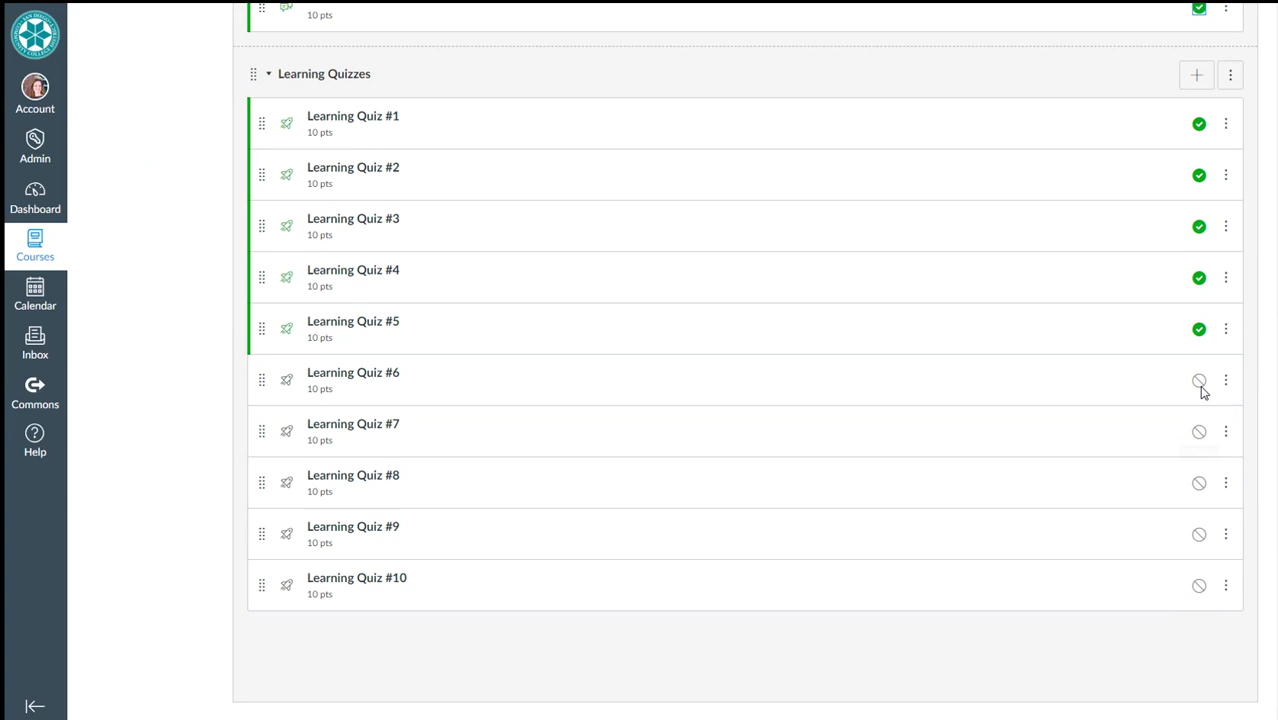 10 pts
Learning Quizzes
Learning Quiz #1
10 pts
Learning Quiz #2
10 pts
Learning Quiz #3
10 pts
Learning Quiz #4
10 pts
Learning Quiz #5
10 pts
Learning Quiz #6
10 pts
Learning Quiz #7
10 pts
Learning Quiz #8
10 pts
Learning Quiz #9
10 pts
Learning Quiz #10
10 pts
Account
Admin
Dashboard
Courses
Calendar
Inbox
Commons
Help